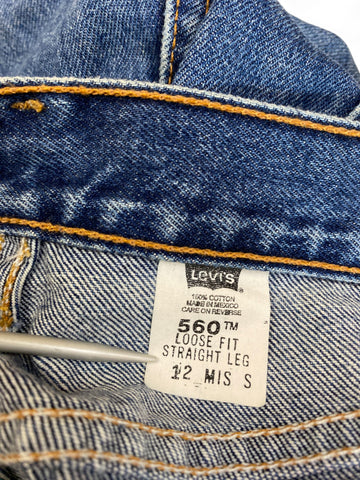 Levi's
100% COTTON
MADE IN MEXICO
CARE ON REVERSE
560™
LOOSE FIT
STRAIGHT LEG
12 MIS S